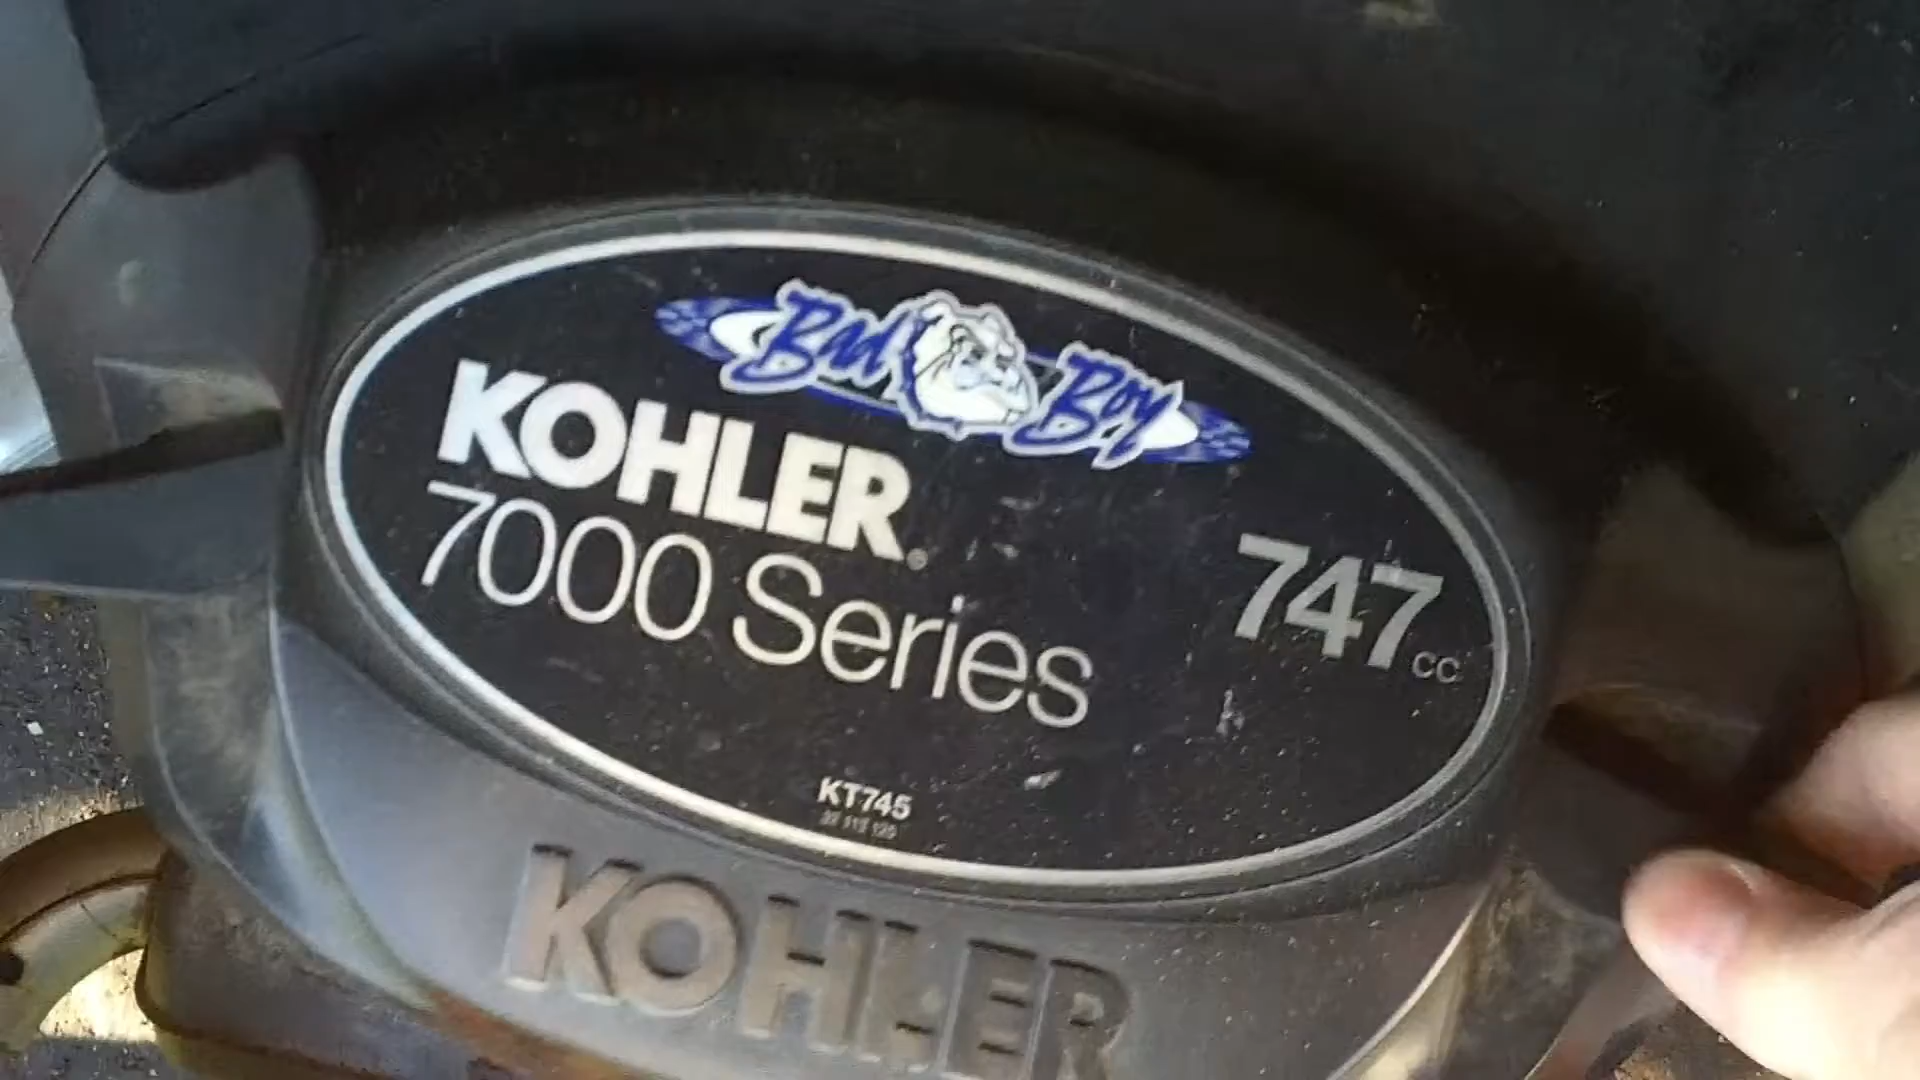 Bad Boy
KOHLER®
7000 Series
747 cc
KT745
KOHLER